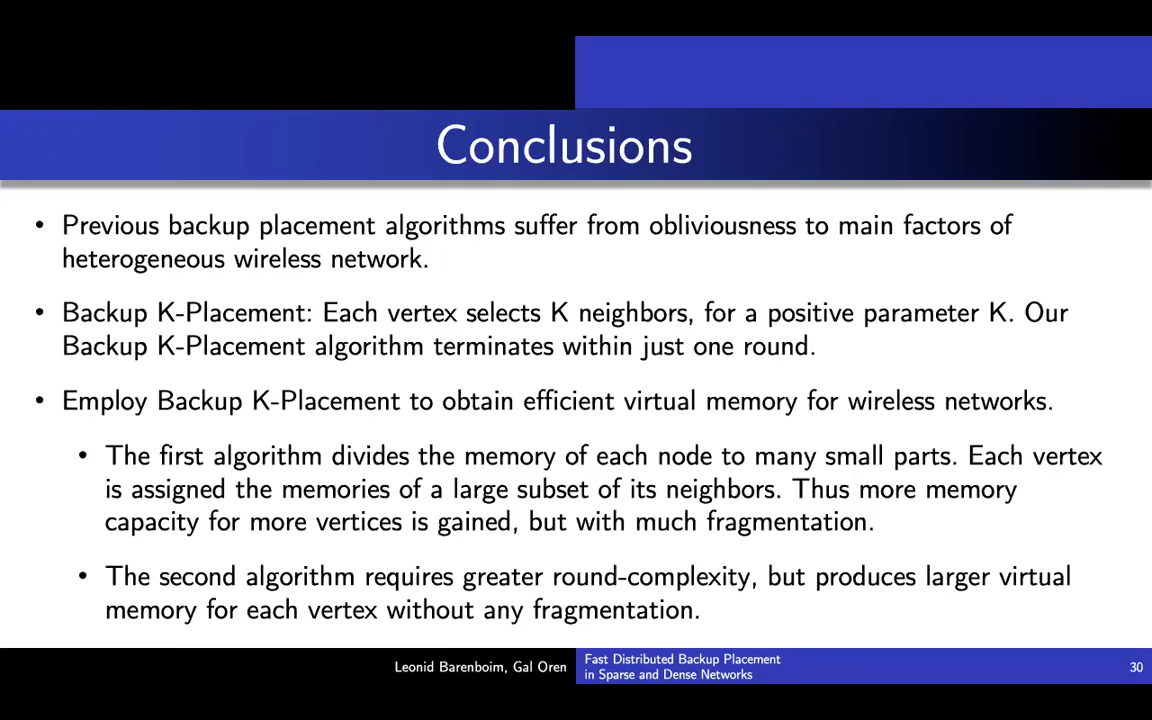 Conclusions
• Previous backup placement algorithms suffer from obliviousness to main factors of
heterogeneous wireless network.
• Backup K-Placement: Each vertex selects K neighbors, for a positive parameter K. Our
Backup K-Placement algorithm terminates within just one round.
• Employ Backup K-Placement to obtain efficient virtual memory for wireless networks.
• The first algorithm divides the memory of each node to many small parts. Each vertex
is assigned the memories of a large subset of its neighbors. Thus more memory
capacity for more vertices is gained, but with much fragmentation.
• The second algorithm requires greater round-complexity, but produces larger virtual
memory for each vertex without any fragmentation.
Leonid Barenboim, Gal Oren
Fast Distributed Backup Placement
in Sparse and Dense Networks
30